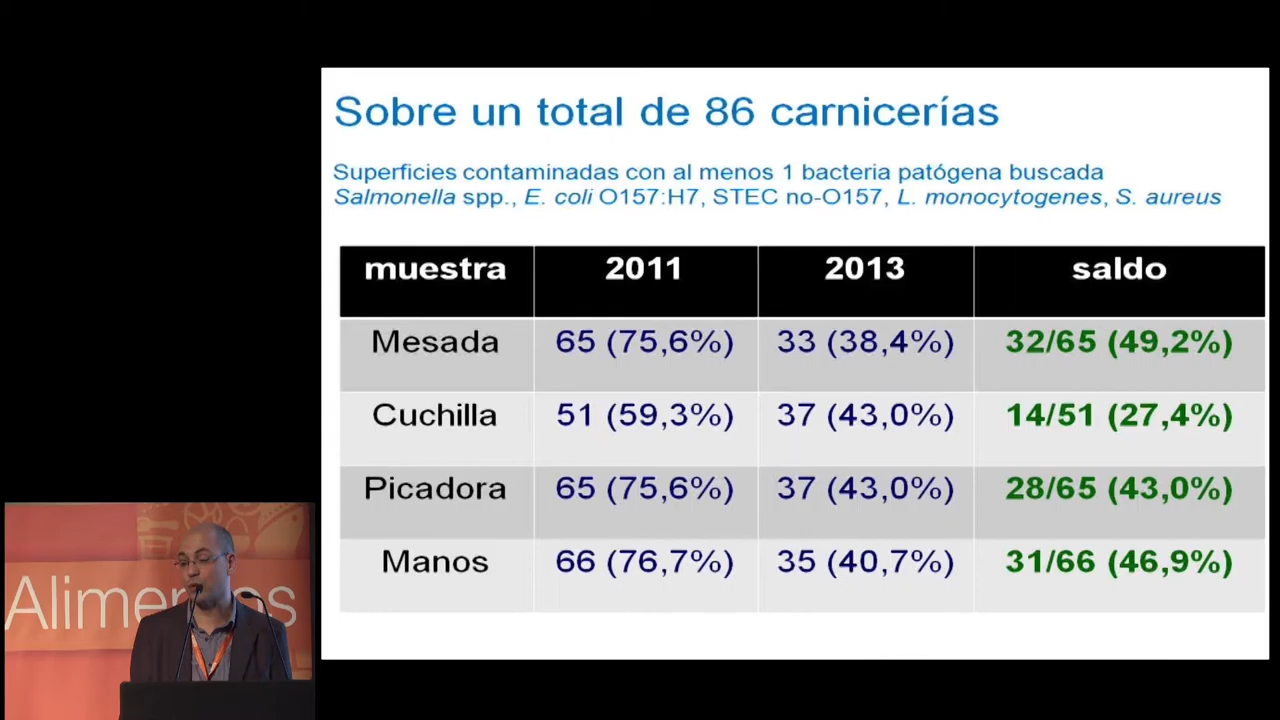 Sobre un total de 86 carnicerías
Superficies contaminadas con al menos 1 bacteria patógena buscada
Salmonella spp., E. coli O157:H7, STEC no-O157, L. monocytogenes, S. aureus
muestra 2011 2013 saldo
Mesada 65 (75,6%) 33 (38,4%) 32/65 (49,2%)
Cuchilla 51 (59,3%) 37 (43,0%) 14/51 (27,4%)
Picadora 65 (75,6%) 37 (43,0%) 28/65 (43,0%)
Manos 66 (76,7%) 35 (40,7%) 31/66 (46,9%)
Alimentos